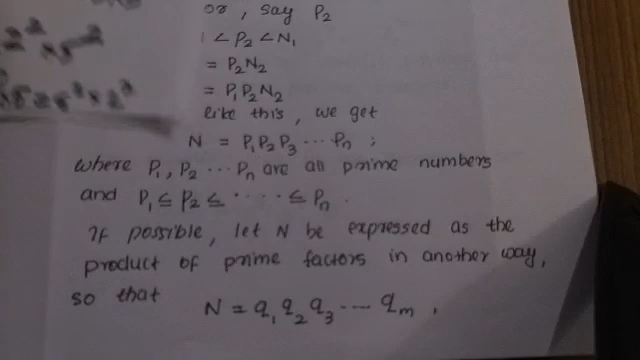 or, say P₂
1 < P₂ < N₁
= P₂N₂
= P₁P₂N₂
like this, we get
N = P₁P₂P₃ ... Pₙ ;
where P₁, P₂ ... Pₙ are all prime numbers
and P₁ ≤ P₂ ≤ ..... ≤ Pₙ .
If possible, let N be expressed as the
product of prime factors in another way,
so that
N = q₁q₂q₃ ... qₘ ,